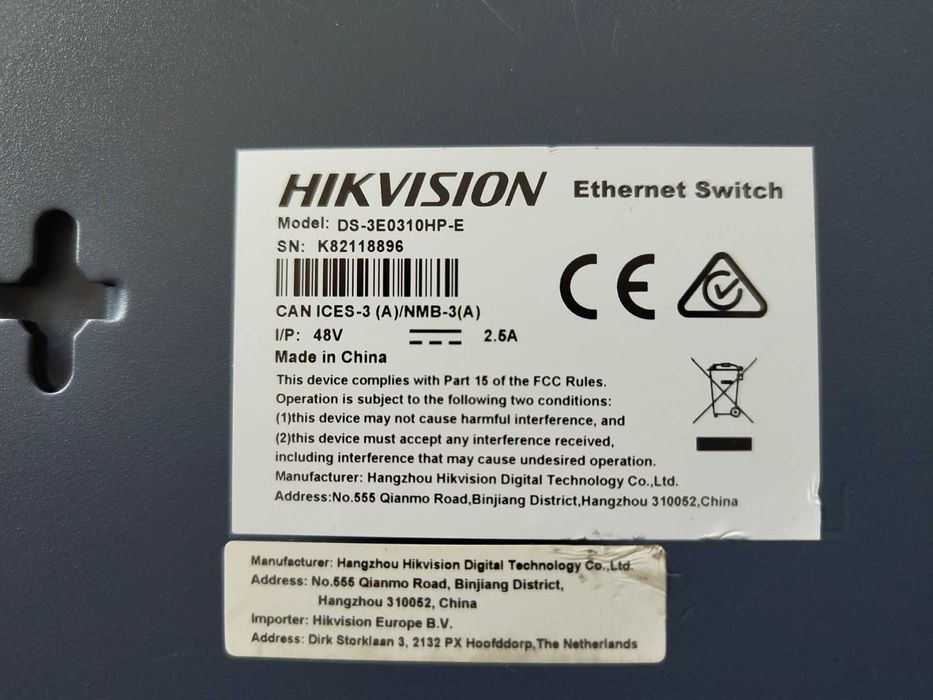 HIKVISION Ethernet Switch
Model: DS-3E0310HP-E
SN: K82118896
CAN ICES-3 (A)/NMB-3(A)
I/P: 48V 2.5A
Made in China
This device complies with Part 15 of the FCC Rules.
Operation is subject to the following two conditions:
(1)this device may not cause harmful interference, and
(2)this device must accept any interference received,
including interference that may cause undesired operation.
Manufacturer: Hangzhou Hikvision Digital Technology Co.,Ltd.
Address:No.555 Qianmo Road,Binjiang District,Hangzhou 310052,China
CE
Manufacturer: Hangzhou Hikvision Digital Technology Co.,Ltd.
Address: No.555 Qianmo Road, Binjiang District,
Hangzhou 310052, China
Importer: Hikvision Europe B.V.
Address: Dirk Storklaan 3, 2132 PX Hoofddorp,The Netherlands